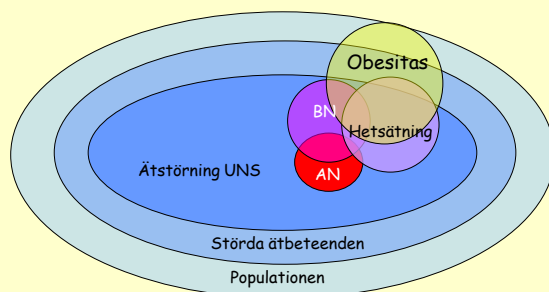 Obesitas
BN
Hetsätning
Ätstörning UNS
AN
Störda ätbeteenden
Populationen